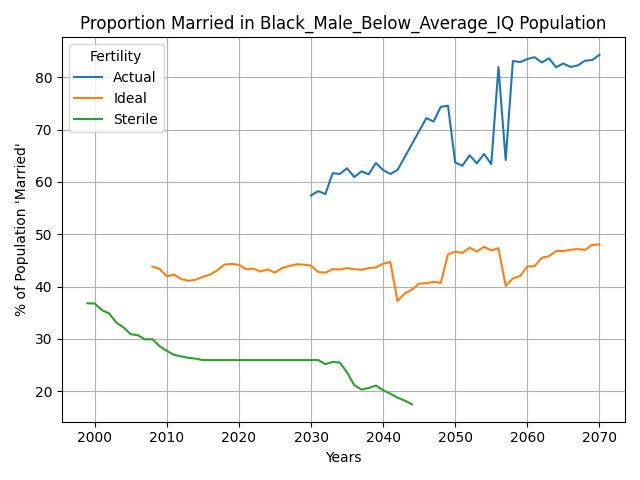 Proportion Married in Black_Male_Below_Average_IQ Population
Fertility
Actual
Ideal
Sterile
% of Population 'Married'
80
70
60
50
40
30
20
2000 2010 2020 2030 2040 2050 2060 2070
Years